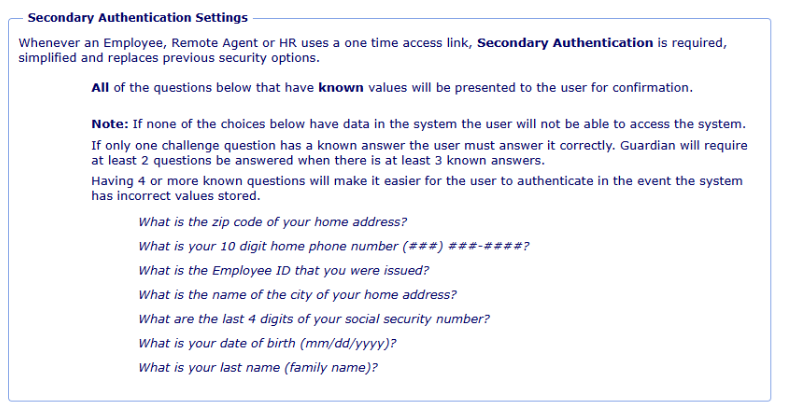 Secondary Authentication Settings
Whenever an Employee, Remote Agent or HR uses a one time access link, Secondary Authentication is required,
simplified and replaces previous security options.
All of the questions below that have known values will be presented to the user for confirmation.
Note: If none of the choices below have data in the system the user will not be able to access the system.
If only one challenge question has a known answer the user must answer it correctly. Guardian will require
at least 2 questions be answered when there is at least 3 known answers.
Having 4 or more known questions will make it easier for the user to authenticate in the event the system
has incorrect values stored.
What is the zip code of your home address?
What is your 10 digit home phone number (###) ###-####?
What is the Employee ID that you were issued?
What is the name of the city of your home address?
What are the last 4 digits of your social security number?
What is your date of birth (mm/dd/yyyy)?
What is your last name (family name)?